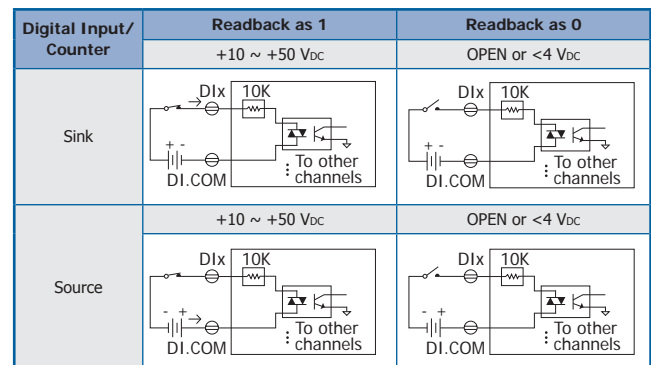 Digital Input/
Counter
Readback as 1
Readback as 0
+10 ~ +50 VDC
OPEN or <4 VDC
Sink
DIx
10K
+ -
DI.COM
To other
channels
DIx
10K
+ -
DI.COM
To other
channels
+10 ~ +50 VDC
OPEN or <4 VDC
Source
DIx
10K
- +
DI.COM
To other
channels
DIx
10K
- +
DI.COM
To other
channels